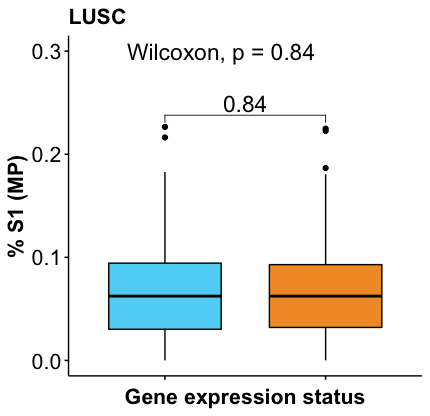 LUSC
Wilcoxon, p = 0.84
0.84
0.3
0.2
0.1
0.0
% S1 (MP)
Gene expression status